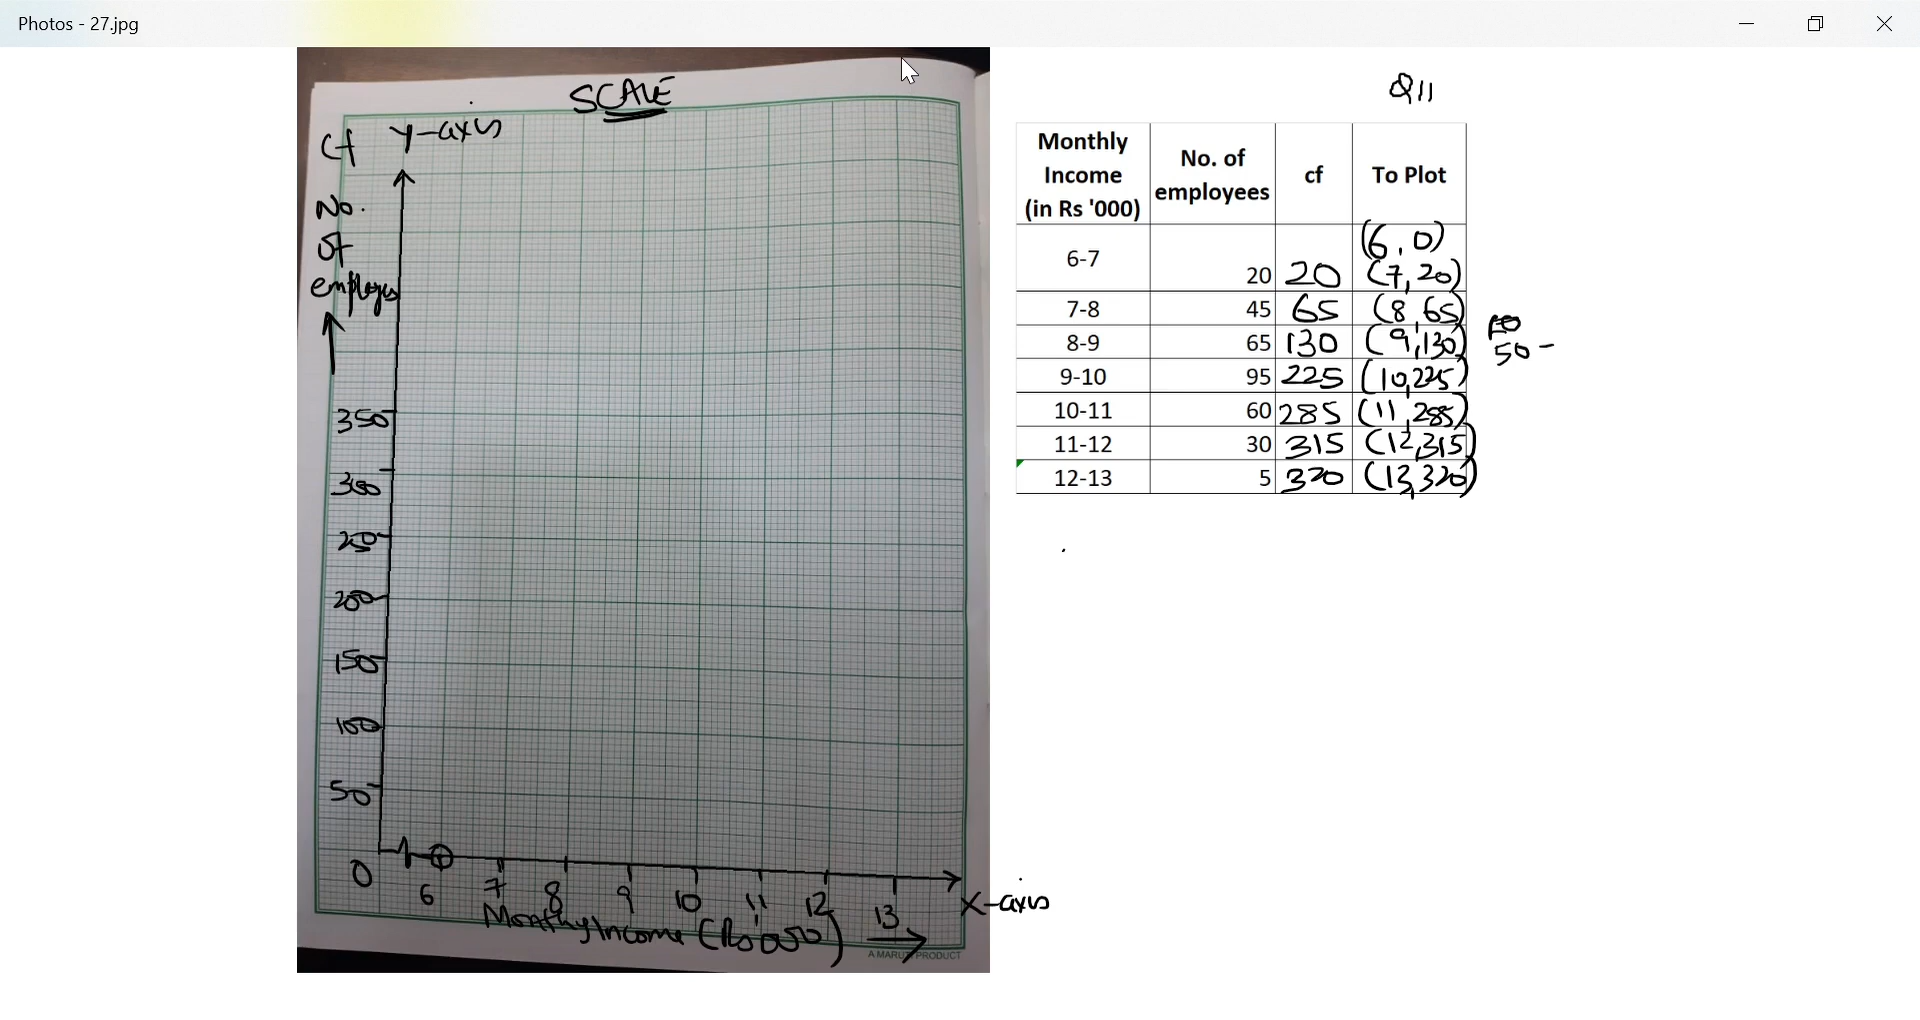 Photos - 27.jpg
SCALE
Q11
cf
Y-axis
No.
of
350
300
250
200
150
100
50
0
6 7 8 9 10 11 12 13
X-axis
Monthly Income
A MARUTI PRODUCT
Monthly Income (in Rs '000) No. of employees cf To Plot
(6, 0)
6-7 20 20 (7, 20)
7-8 45 65 (8, 65)
8-9 65 130 (9, 130)
50 -
9-10 95 225 (10, 225)
10-11 60 285 (11, 285)
11-12 30 315 (12, 315)
12-13 5 320 (13, 320)